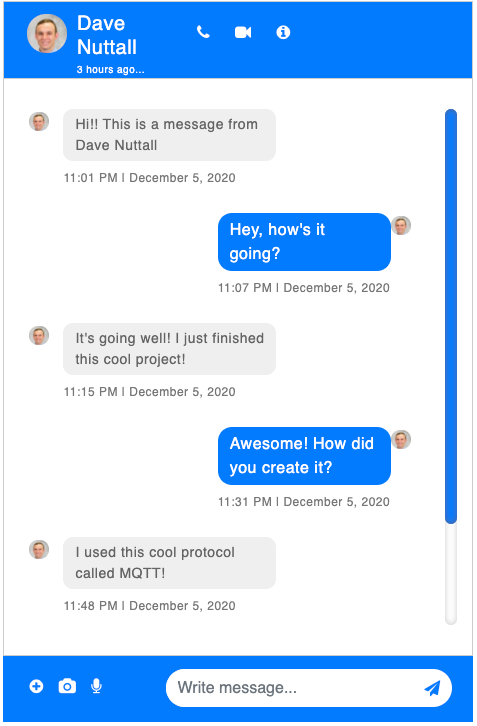 Dave
Nuttall
3 hours ago...
Hi!! This is a message from
Dave Nuttall
11:01 PM | December 5, 2020
Hey, how's it
going?
11:07 PM | December 5, 2020
It's going well! I just finished
this cool project!
11:15 PM | December 5, 2020
Awesome! How did
you create it?
11:31 PM | December 5, 2020
I used this cool protocol
called MQTT!
11:48 PM | December 5, 2020
Write message...